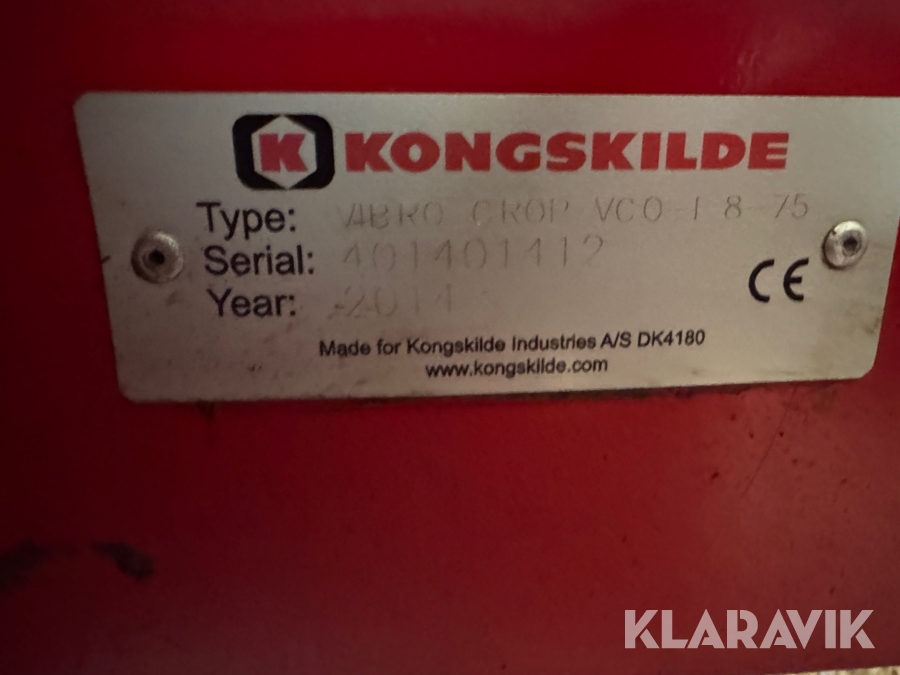 K KONGSKILDE
Type: VIBRO CROP VCO-I 8-75
Serial: 401401412
Year: 2014
CE
Made for Kongskilde Industries A/S DK4180
www.kongskilde.com
KLARAVIK